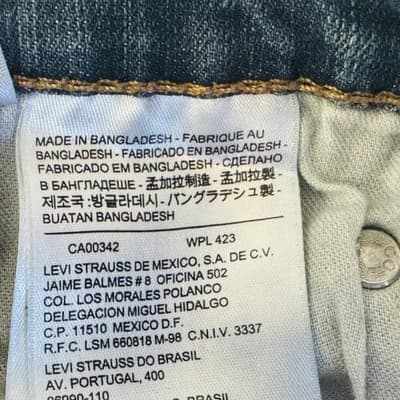 MADE IN BANGLADESH - FABRIQUE AU
BANGLADESH - FABRICADO EN BANGLADESH -
FABRICADO EM BANGLADESH - СДЕЛАНО
В БАНГЛАДЕШЕ - 孟加拉制造 - 孟加拉製 -
제조국 :방글라데시 - バングラデシュ製 -
BUATAN BANGLADESH
CA00342 WPL 423
LEVI STRAUSS DE MEXICO, S.A. DE C.V.
JAIME BALMES # 8 OFICINA 502
COL. LOS MORALES POLANCO
DELEGACION MIGUEL HIDALGO
C.P. 11510 MEXICO D.F.
R.F.C. LSM 660818 M-98 C.N.I.V. 3337
LEVI STRAUSS DO BRASIL
AV. PORTUGAL, 400
06990-110